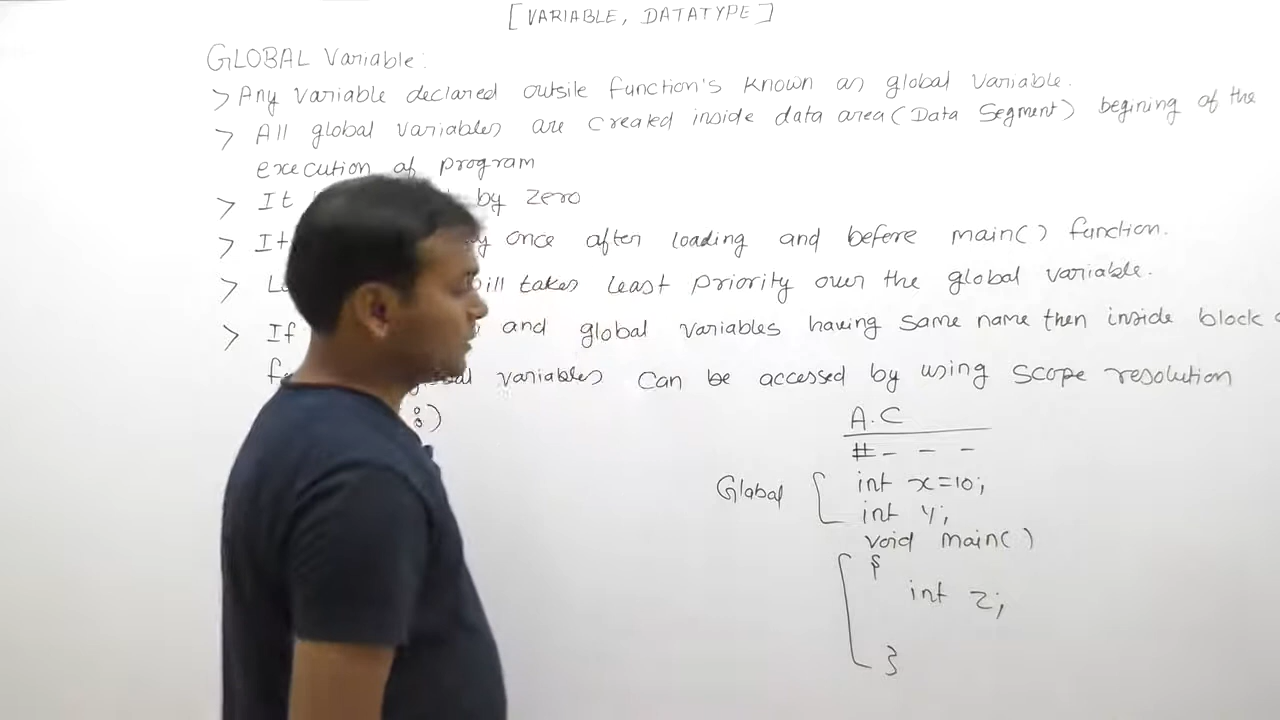 [VARIABLE, DATATYPE]
GLOBAL Variable:
> Any variable declared outsile function's known as global variable.
> All global variables are created inside data area (Data Segment) begining of the
execution of program
> It by zero
> It once after loading and before main() function.
> takes least priority over the global variable.
> If and global variables having same name then inside block
variables can be accessed by using scope resolution
::)
A.C
#- - -
Global
int x=10;
int y;
void main()
{
int z;
}